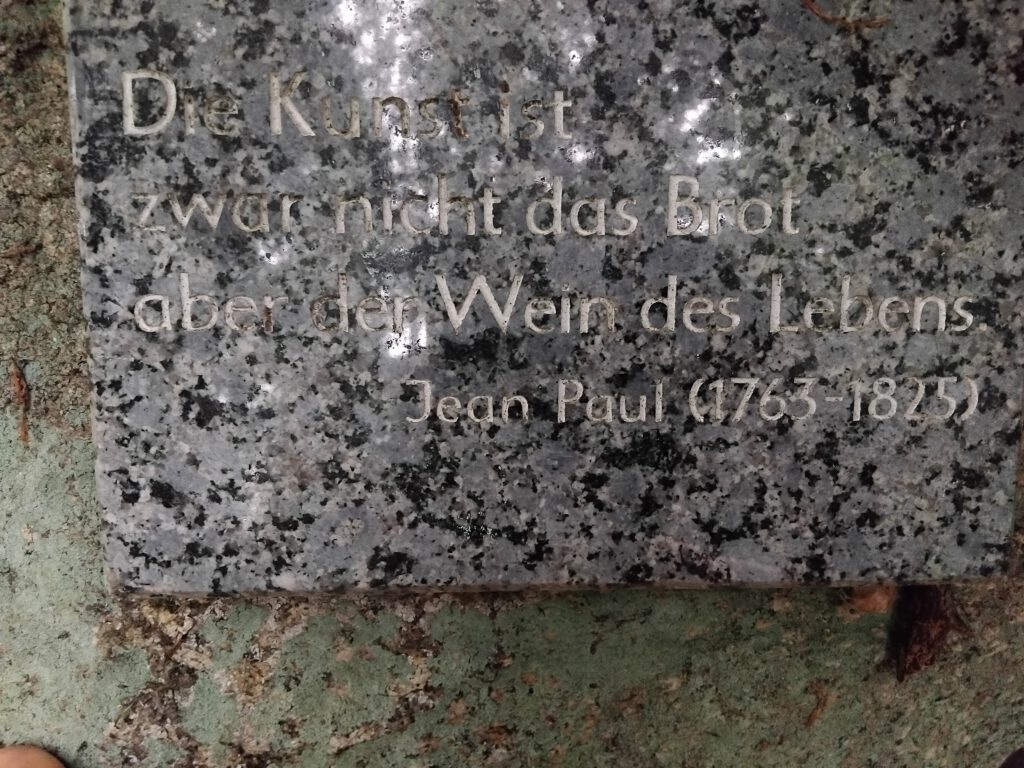 Die Kunst ist
zwar nicht das Brot
aber der Wein des Lebens.
Jean Paul (1763-1825)